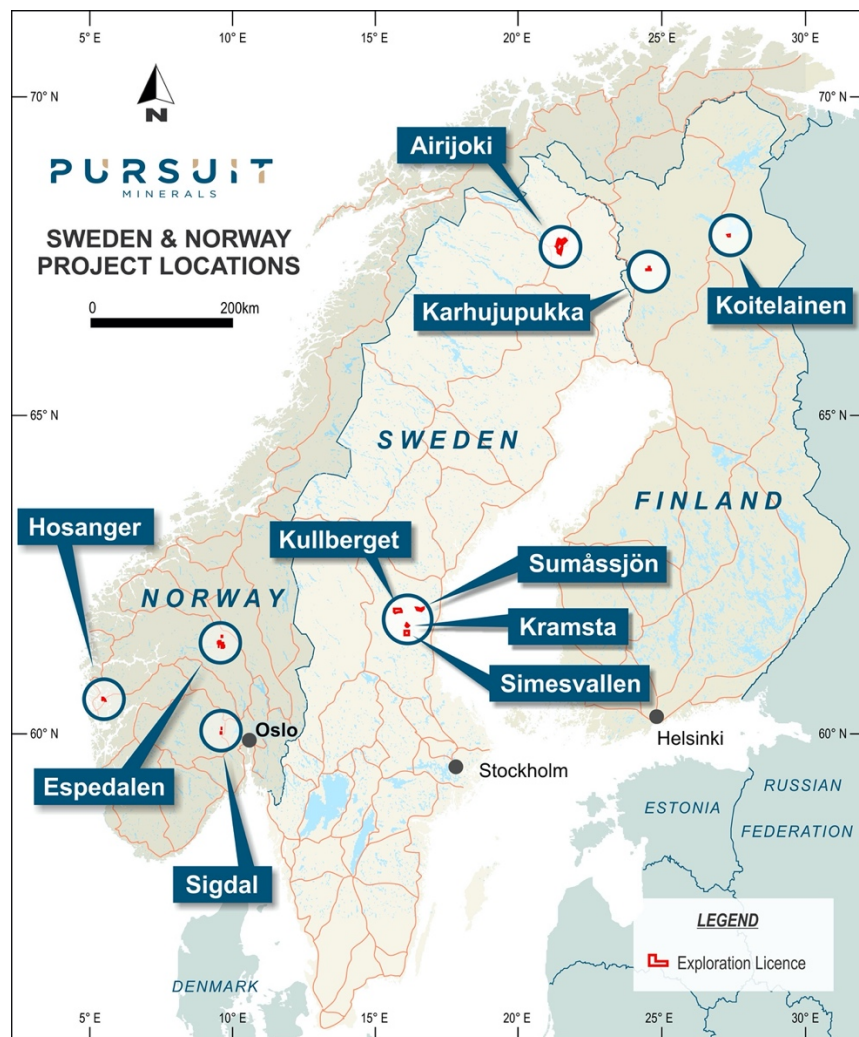 5° E 10° E 15° E 20° E 25° E 30° E
70° N 70° N
N
PURSUIT
MINERALS
SWEDEN & NORWAY
PROJECT LOCATIONS
0 200km
Airijoki
Karhujupukka
Koitelainen
65° N 65° N
SWEDEN
FINLAND
Hosanger
Kullberget
Sumåssjön
NORWAY
Kramsta
Simesvallen
60° N 60° N
Oslo
Helsinki
Espedalen
Stockholm
ESTONIA
RUSSIAN
FEDERATION
Sigdal
LEGEND
Exploration Licence
DENMARK
5° E 10° E 15° E 20° E 25° E 30° E